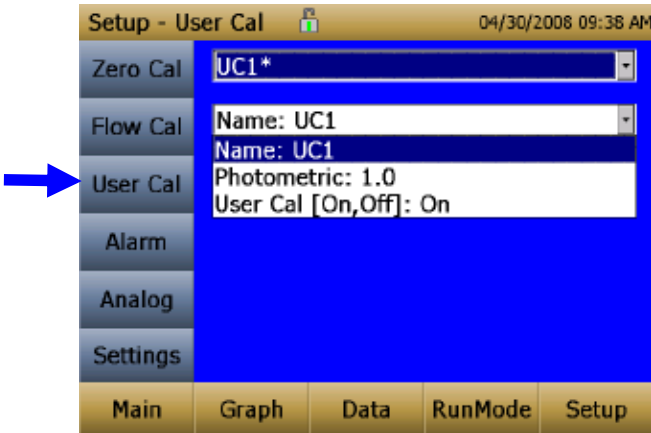 Setup - User Cal 04/30/2008 09:38 AM
Zero Cal
UC1*
Flow Cal
Name: UC1
Name: UC1
User Cal
Photometric: 1.0
User Cal [On,Off]: On
Alarm
Analog
Settings
Main Graph Data RunMode Setup